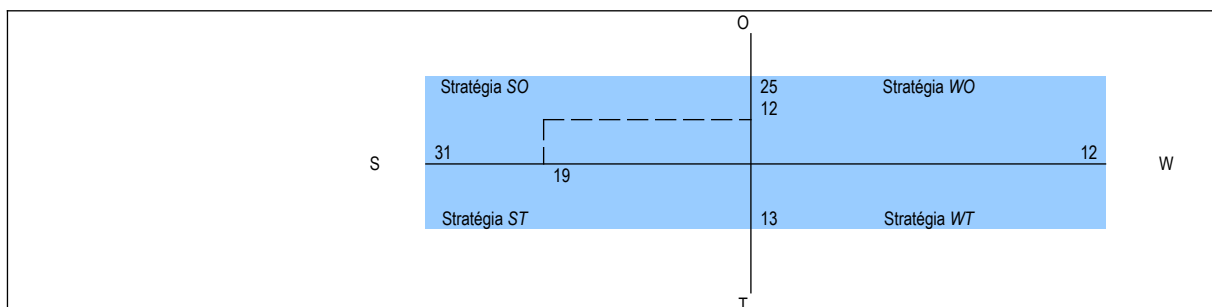 O
Stratégia SO
25
Stratégia WO
12
S
31
12
W
19
Stratégia ST
13
Stratégia WT
T